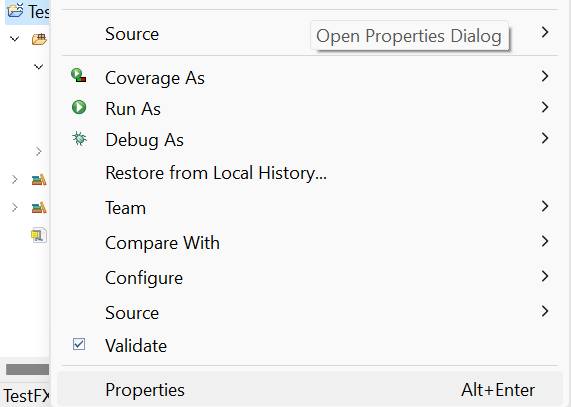 Tes
Source
Open Properties Dialog
Coverage As
Run As
Debug As
Restore from Local History...
Team
Compare With
Configure
Source
Validate
TestFX
Properties Alt+Enter